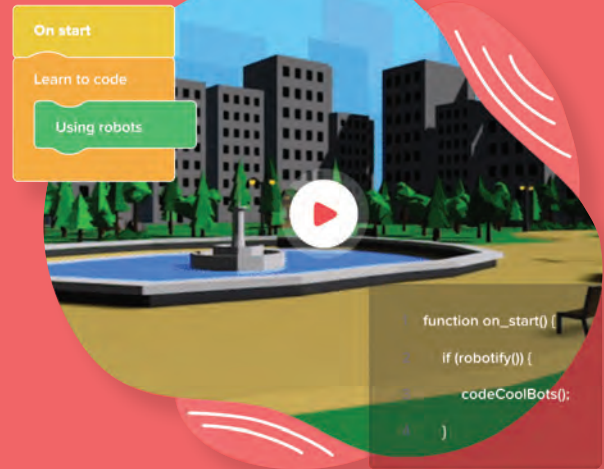 On start
Learn to code
Using robots
function on_start() {
if (robotify()) {
codeCoolBots();
}